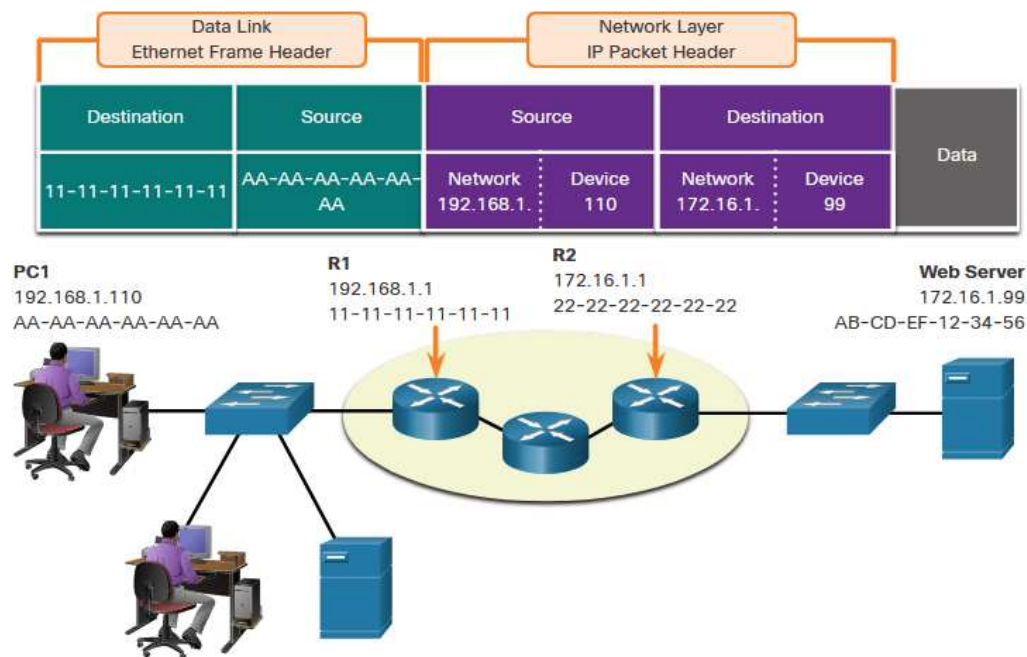 Data Link
Ethernet Frame Header
Network Layer
IP Packet Header
Destination
Source
Source
Destination
Data
11-11-11-11-11-11
AA-AA-AA-AA-AA-
AA
Network
192.168.1.
Device
110
Network
172.16.1.
Device
99
PC1
192.168.1.110
AA-AA-AA-AA-AA-AA
R1
192.168.1.1
11-11-11-11-11-11
R2
172.16.1.1
22-22-22-22-22-22
Web Server
172.16.1.99
AB-CD-EF-12-34-56